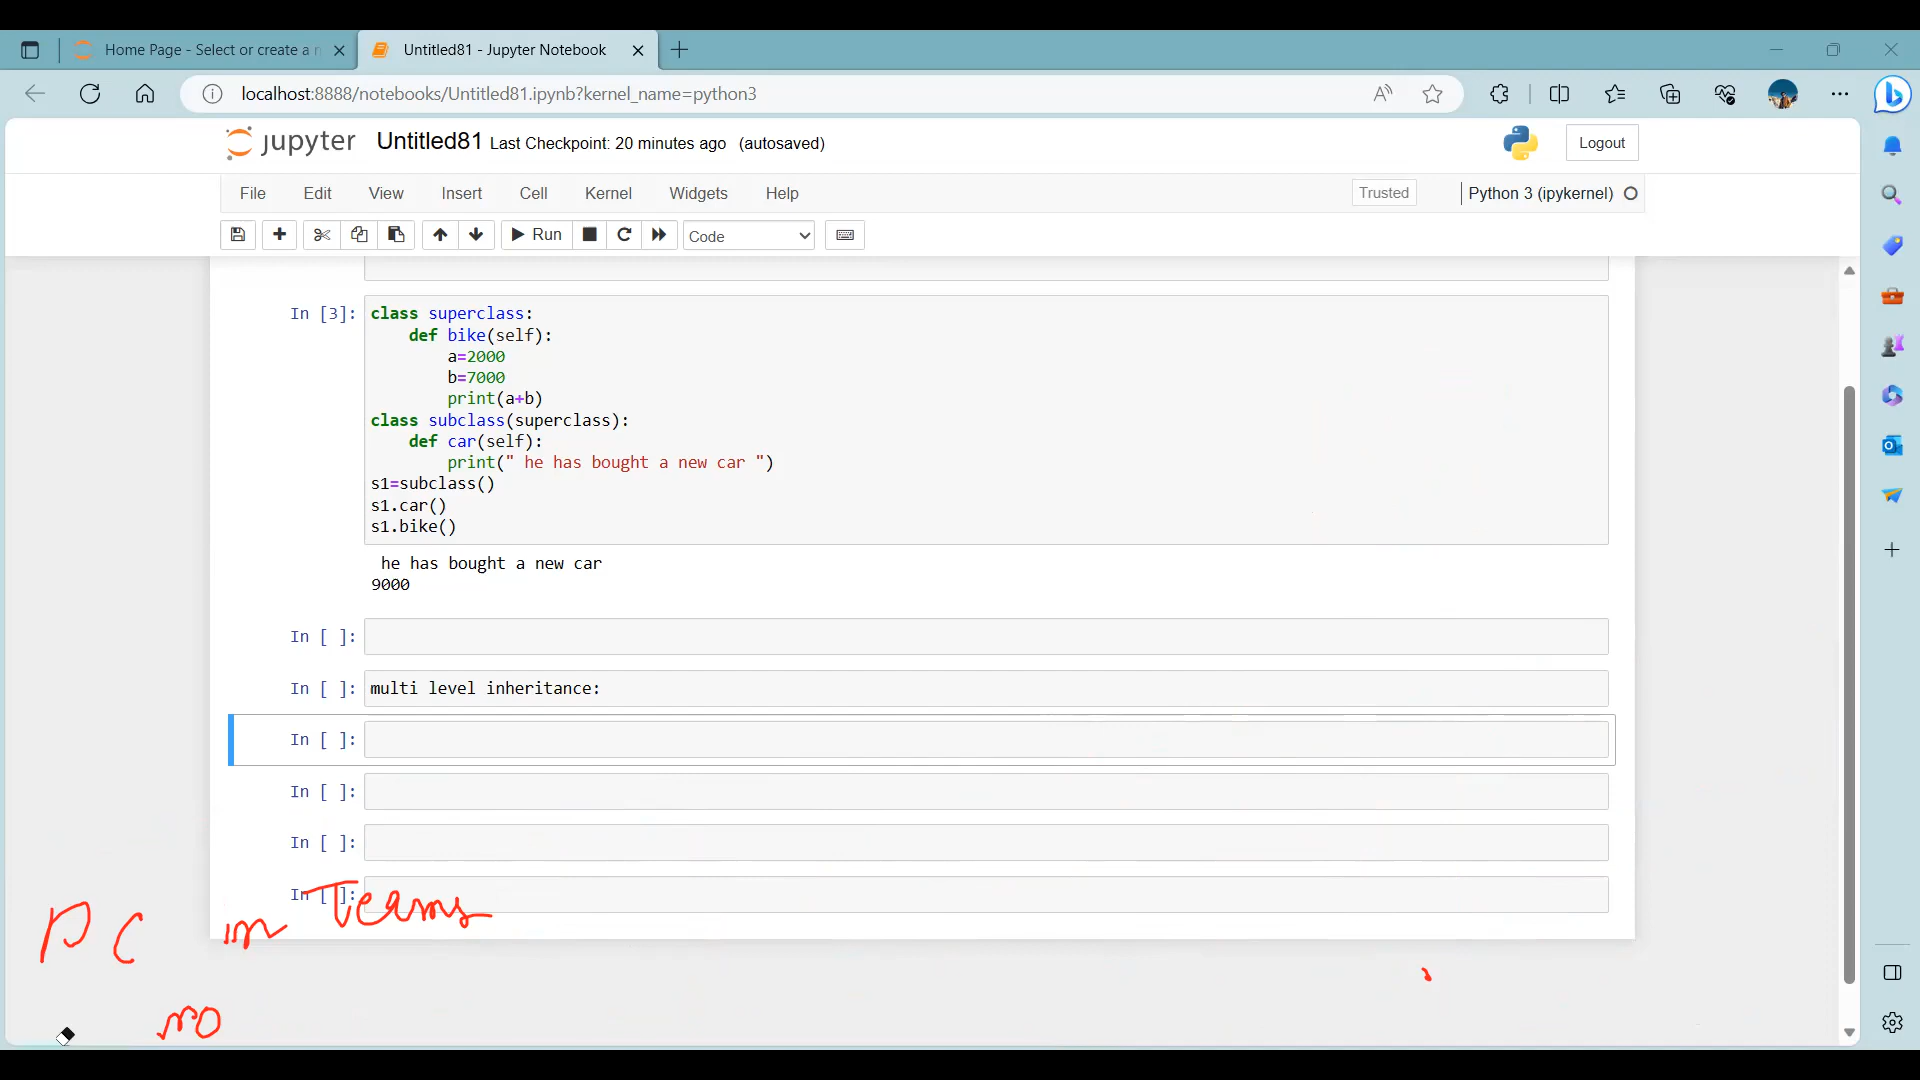 Home Page - Select or create a n
Untitled81 - Jupyter Notebook
localhost:8888/notebooks/Untitled81.ipynb?kernel_name=python3
jupyter Untitled81 Last Checkpoint: 20 minutes ago (autosaved)
Logout
File Edit View Insert Cell Kernel Widgets Help
Trusted
Python 3 (ipykernel)
Run Code
In [3]:
class superclass:
    def bike(self):
        a=2000
        b=7000
        print(a+b)
class subclass(superclass):
    def car(self):
        print(" he has bought a new car ")
s1=subclass()
s1.car()
s1.bike()
 he has bought a new car
9000
In [ ]:
In [ ]: multi level inheritance:
In [ ]:
In [ ]:
In [ ]:
In [ ]:
PC in Teams
no